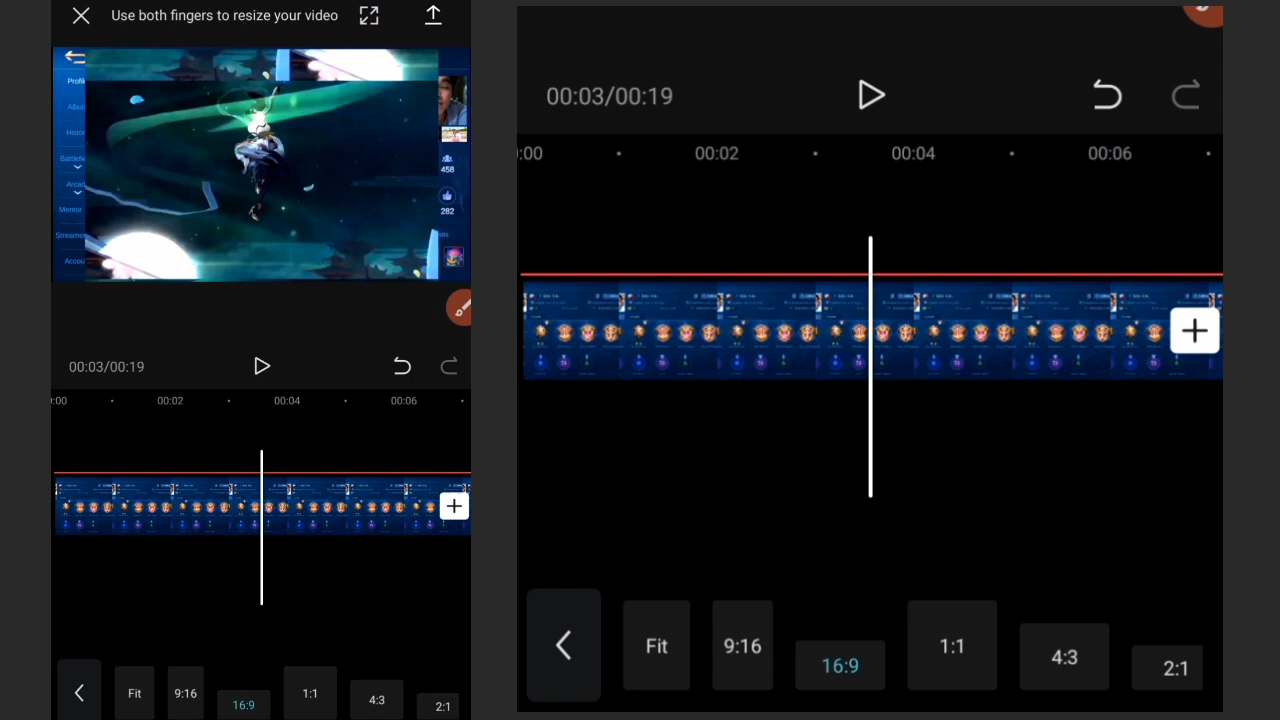 Use both fingers to resize your video
Profil
Album
Histor
Battlefie
Arcad
Mentor
Streamer
Accou
458
282
00:03/00:19
:00
00:02
00:04
00:06
Fit
9:16
16:9
1:1
4:3
2:1
00:03/00:19
:00
00:02
00:04
00:06
Fit
9:16
16:9
1:1
4:3
2:1